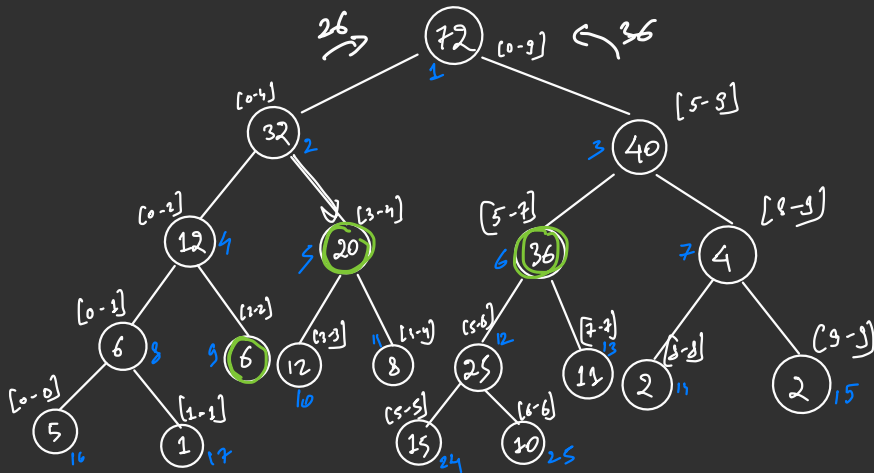 26 72 [0-9] 36
1
[0-4] [5-9]
32 2 3 40
[0-2] [3-4] [5-7] [8-9]
12 4 5 20 6 36 7 4
[0-1] [2-2] [3-3] 11 [4-4] [5-6] 12 [7-7] 13 [8-8] [9-9]
6 8 9 6 12 8 25 11 2 14 2 15
10
[0-0] [1-1] [5-5] [6-6]
5 1 15 10
16 17 24 25